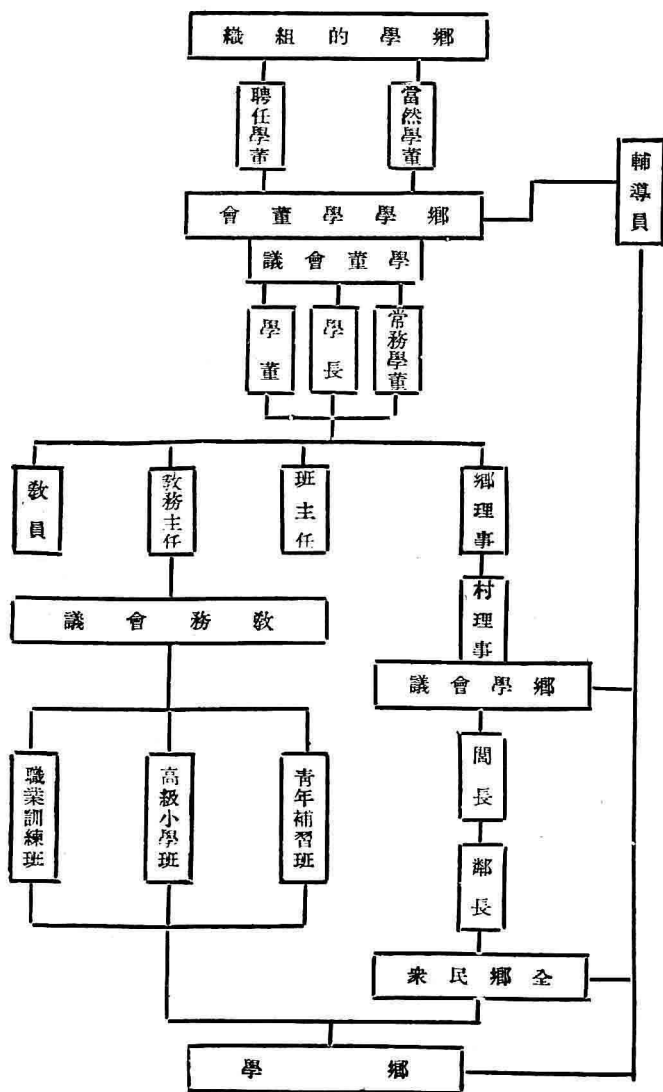 鄉學的組織
當然學董
聘任學董
輔導員
鄉學學董會
學董會議
常務學董
學長
學董
鄉理事
班主任
教務主任
教員
村理事
教務會議
鄉學會議
閭長
青年補習班
高級小學班
職業訓練班
鄰長
全鄉民衆
鄉學